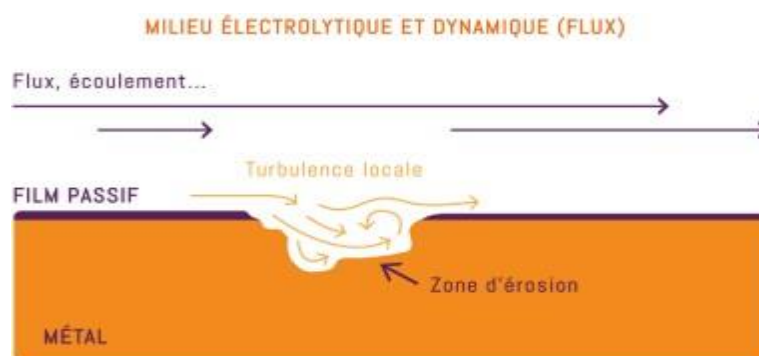 MILIEU ÉLECTROLYTIQUE ET DYNAMIQUE (FLUX)
Flux, écoulement...
Turbulence locale
FILM PASSIF
Zone d'érosion
MÉTAL